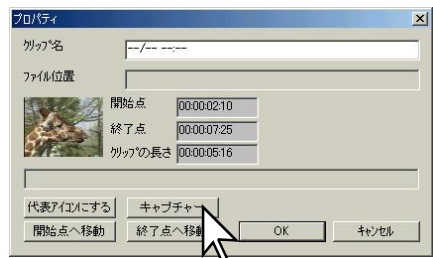 プロパティ
クリップ名
--/-- --:--
ファイル位置
開始点 00:00:02:10
終了点 00:00:07:25
クリップの長さ 00:00:05:16
代表アイコンにする キャプチャー
開始点へ移動 終了点へ移動 OK キャンセル